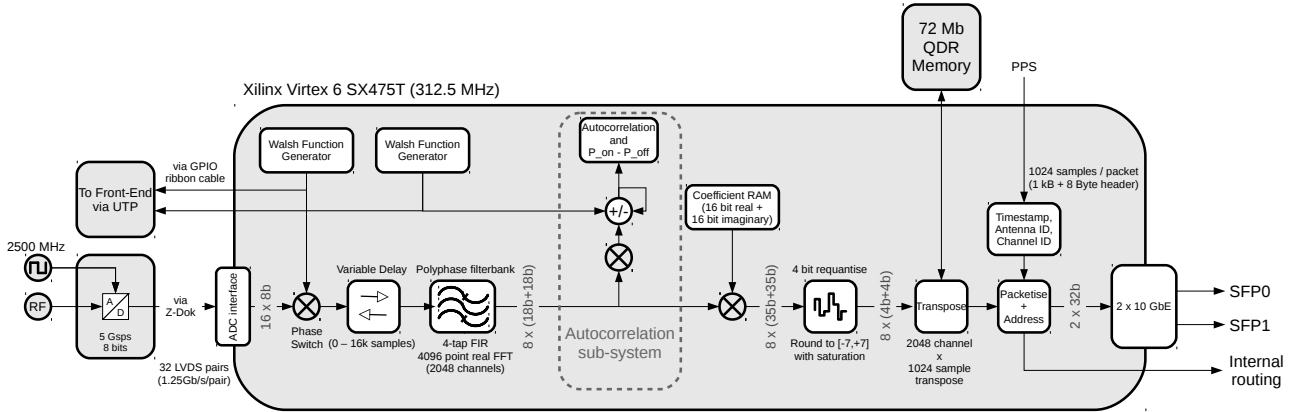 72 Mb
QDR
Memory
PPS
Xilinx Virtex 6 SX475T (312.5 MHz)
Walsh Function
Generator
Walsh Function
Generator
Autocorrelation
and
P_on - P_off
via GPIO
ribbon cable
To Front-End
via UTP
1024 samples / packet
(1 kB + 8 Byte header)
Coefficient RAM
(16 bit real +
16 bit imaginary)
+/-
Timestamp,
Antenna ID,
Channel ID
2500 MHz
RF
A
D
5 Gsps
8 bits
via
Z-Dok
32 LVDS pairs
(1.25Gb/s/pair)
ADC interface
16 x 8b
Phase
Switch
Variable Delay
(0 – 16k samples)
Polyphase filterbank
4-tap FIR
4096 point real FFT
(2048 channels)
8 x (18b+18b)
Autocorrelation
sub-system
8 x (35b+35b)
4 bit requantise
Round to [-7,+7]
with saturation
8 x (4b+4b)
Transpose
2048 channel
x
1024 sample
transpose
Packetise
+
Address
2 x 32b
2 x 10 GbE
SFP0
SFP1
Internal
routing